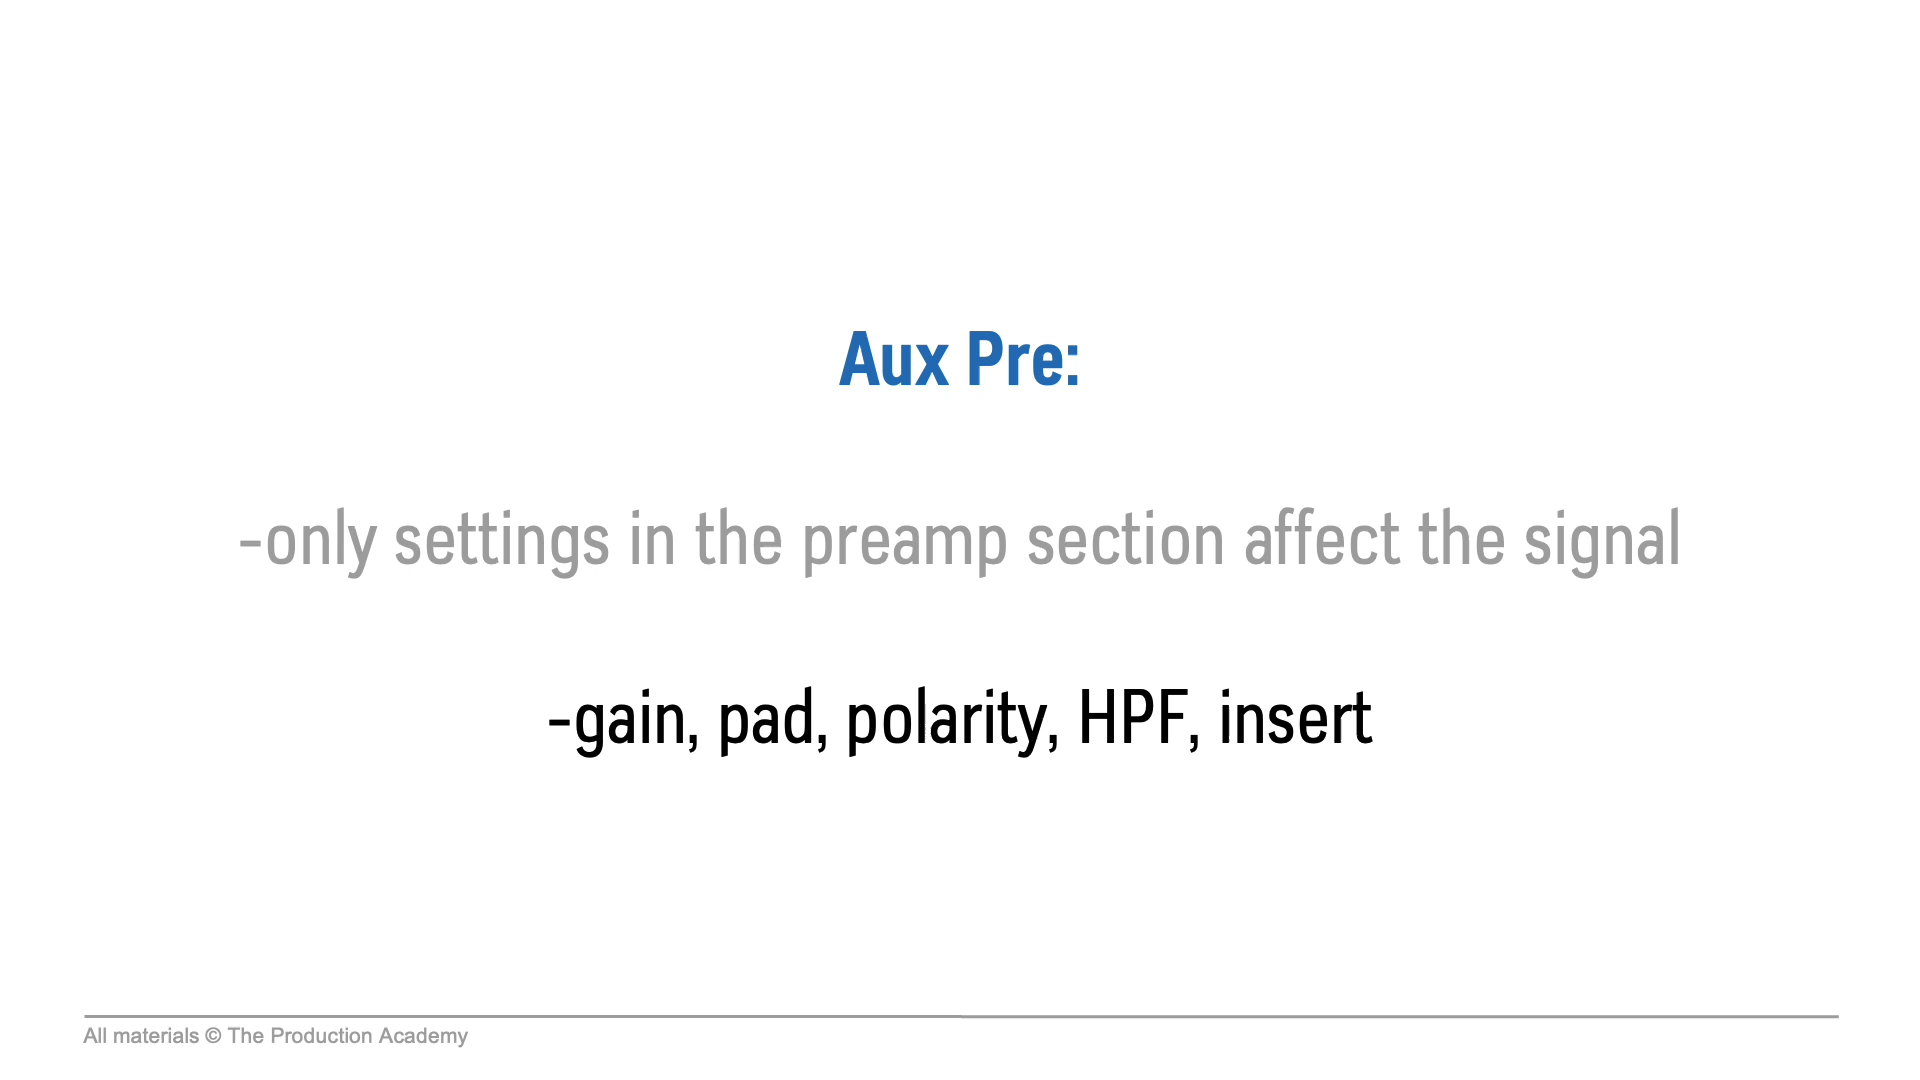 Aux Pre:
-only settings in the preamp section affect the signal
-gain, pad, polarity, HPF, insert
All materials © The Production Academy